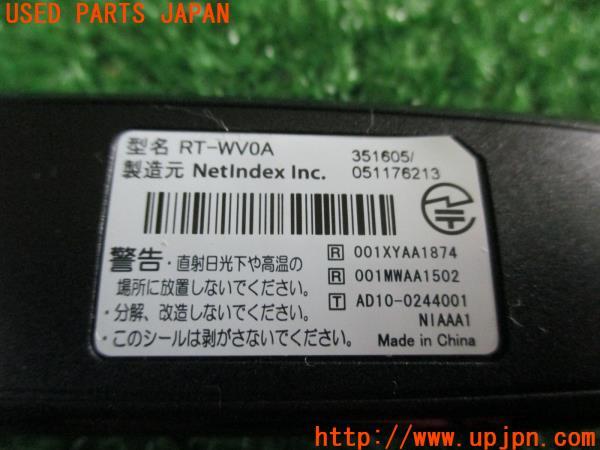 USED PARTS JAPAN
型名 RT-WV0A
製造元 NetIndex Inc.
351605/
051176213
警告・直射日光下や高温の
場所に放置しないでください。
・分解、改造しないでください。
・このシールは剥がさないでください。
R 001XYAA1874
R 001MWAA1502
T AD10-0244001
NIAAA1
Made in China
http://www.upjpn.com/